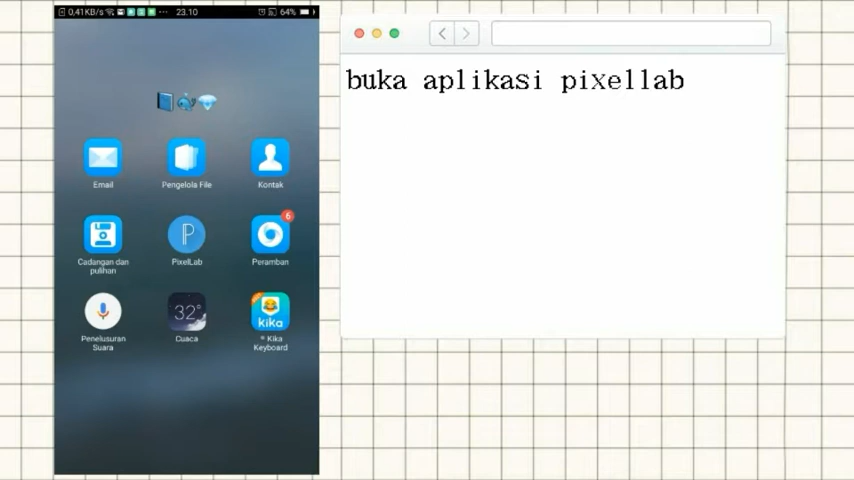 0,41KB/s
23.10
64%
buka aplikasi pixellab
Email
Pengelola File
Kontak
6
Cadangan dan
pulihan
PixelLab
Peramban
Penelusuran
Suara
32°
Cuaca
kika
Kika
Keyboard